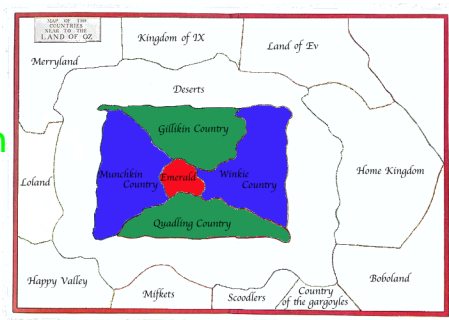 MAP OF THE
COUNTRIES
NEAR TO THE
LAND OF OZ
Kingdom of IX
Land of Ev
Merryland
Deserts
Gillikin Country
Munchkin
Country
Emerald
Winkie
Country
Home Kingdom
Loland
Quadling Country
Happy Valley
Mifkets
Scoodlers
Country
of the gargoyles
Boboland